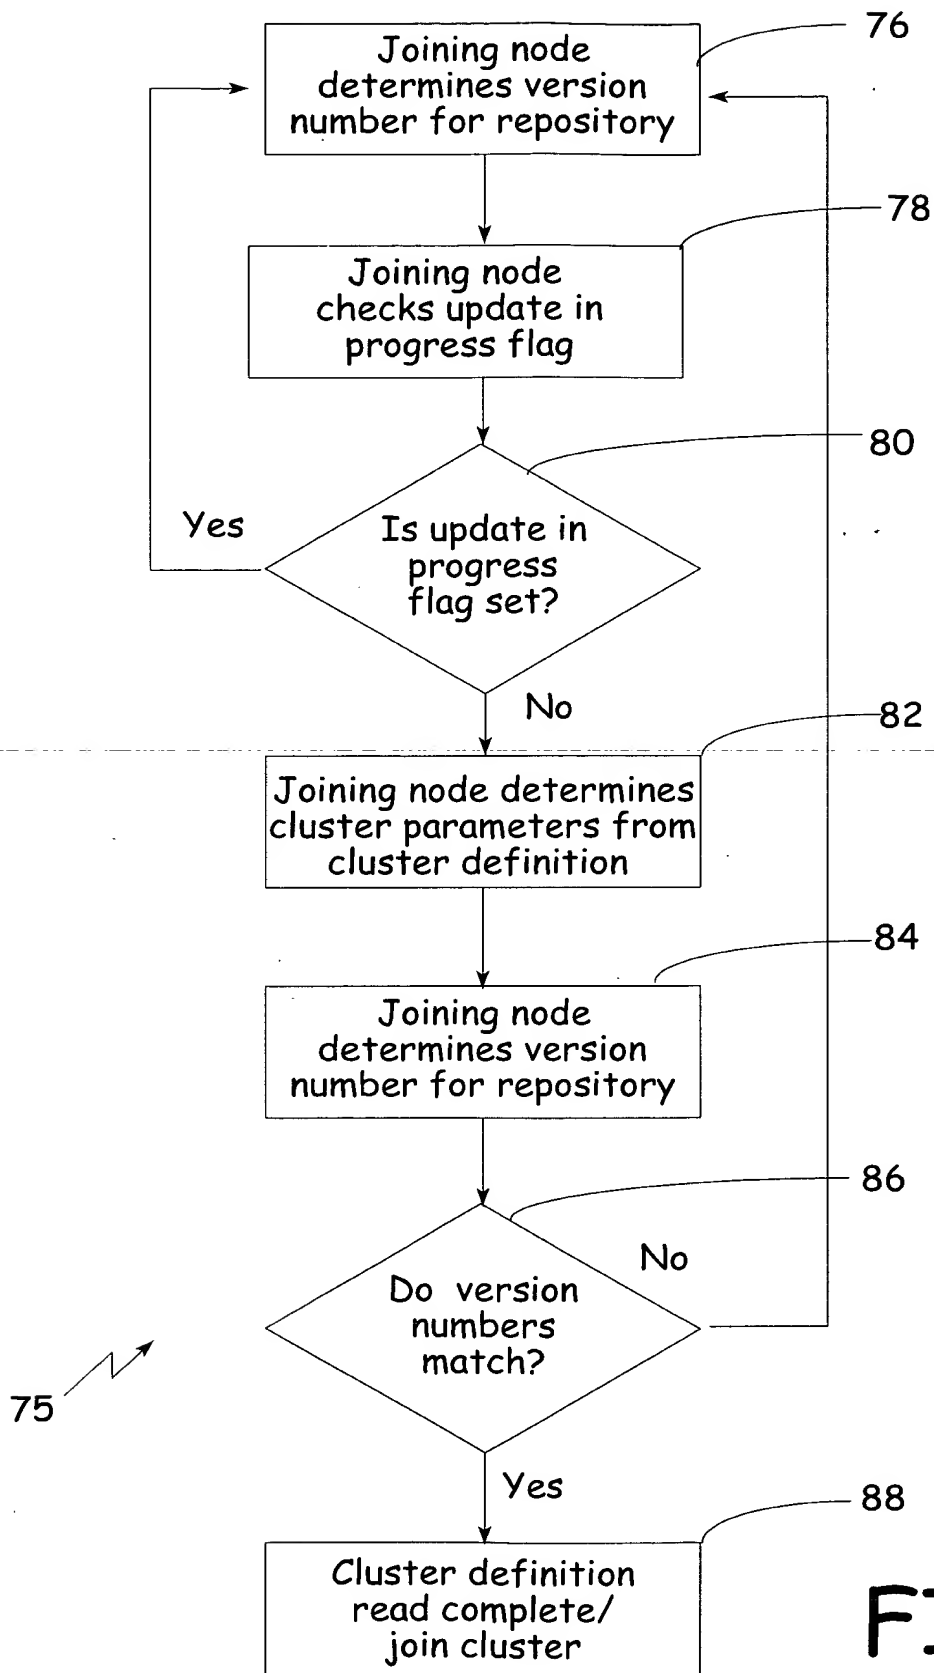 76
Joining node
determines version
number for repository
78
Joining node
checks update in
progress flag
80
Yes
Is update in
progress
flag set?
No
82
Joining node determines
cluster parameters from
cluster definition
84
Joining node
determines version
number for repository
86
No
Do version
numbers
match?
75
Yes
88
Cluster definition
read complete/
join cluster